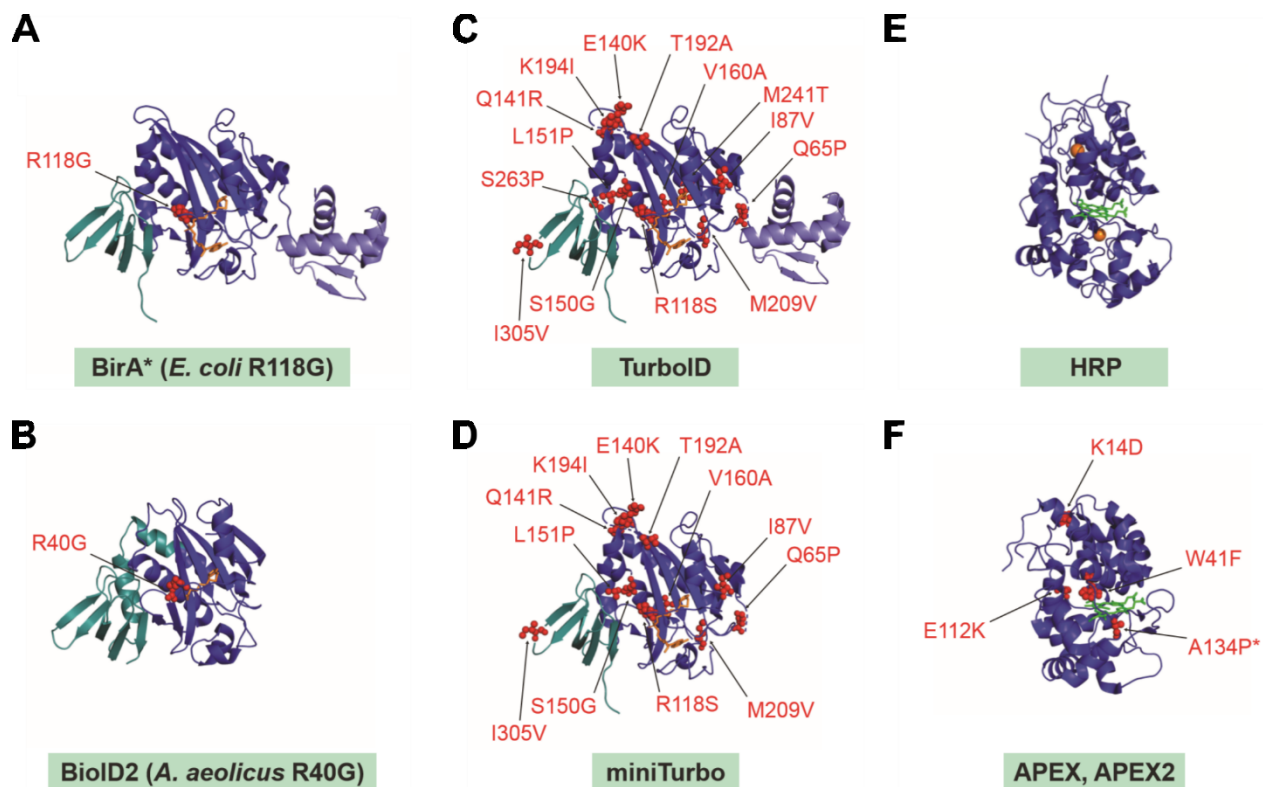 A
R118G
BirA* (E. coli R118G)
B
R40G
BioID2 (A. aeolicus R40G)
C
E140K
T192A
K194I
V160A
Q141R
M241T
I87V
L151P
Q65P
S263P
S150G
R118S
M209V
I305V
TurboID
D
E140K
T192A
K194I
V160A
Q141R
I87V
L151P
Q65P
S150G
R118S
M209V
I305V
miniTurbo
E
HRP
F
K14D
W41F
E112K
A134P*
APEX, APEX2